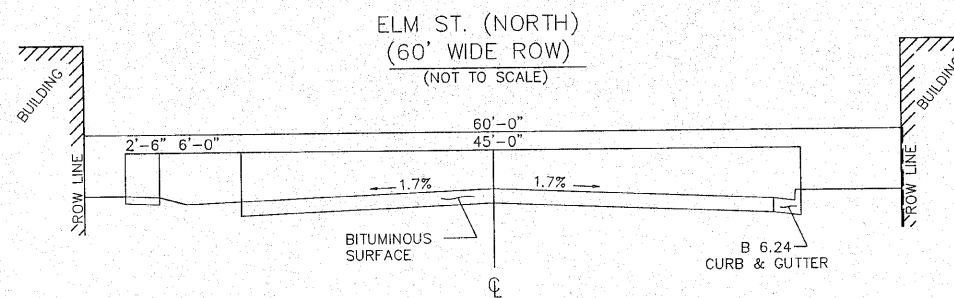 ELM ST. (NORTH)
(60' WIDE ROW)
(NOT TO SCALE)
BUILDING
BUILDING
60'-0"
2'-6" 6'-0" 45'-0"
ROW LINE
ROW LINE
1.7% 1.7%
BITUMINOUS
SURFACE
B 6.24
CURB & GUTTER
℄